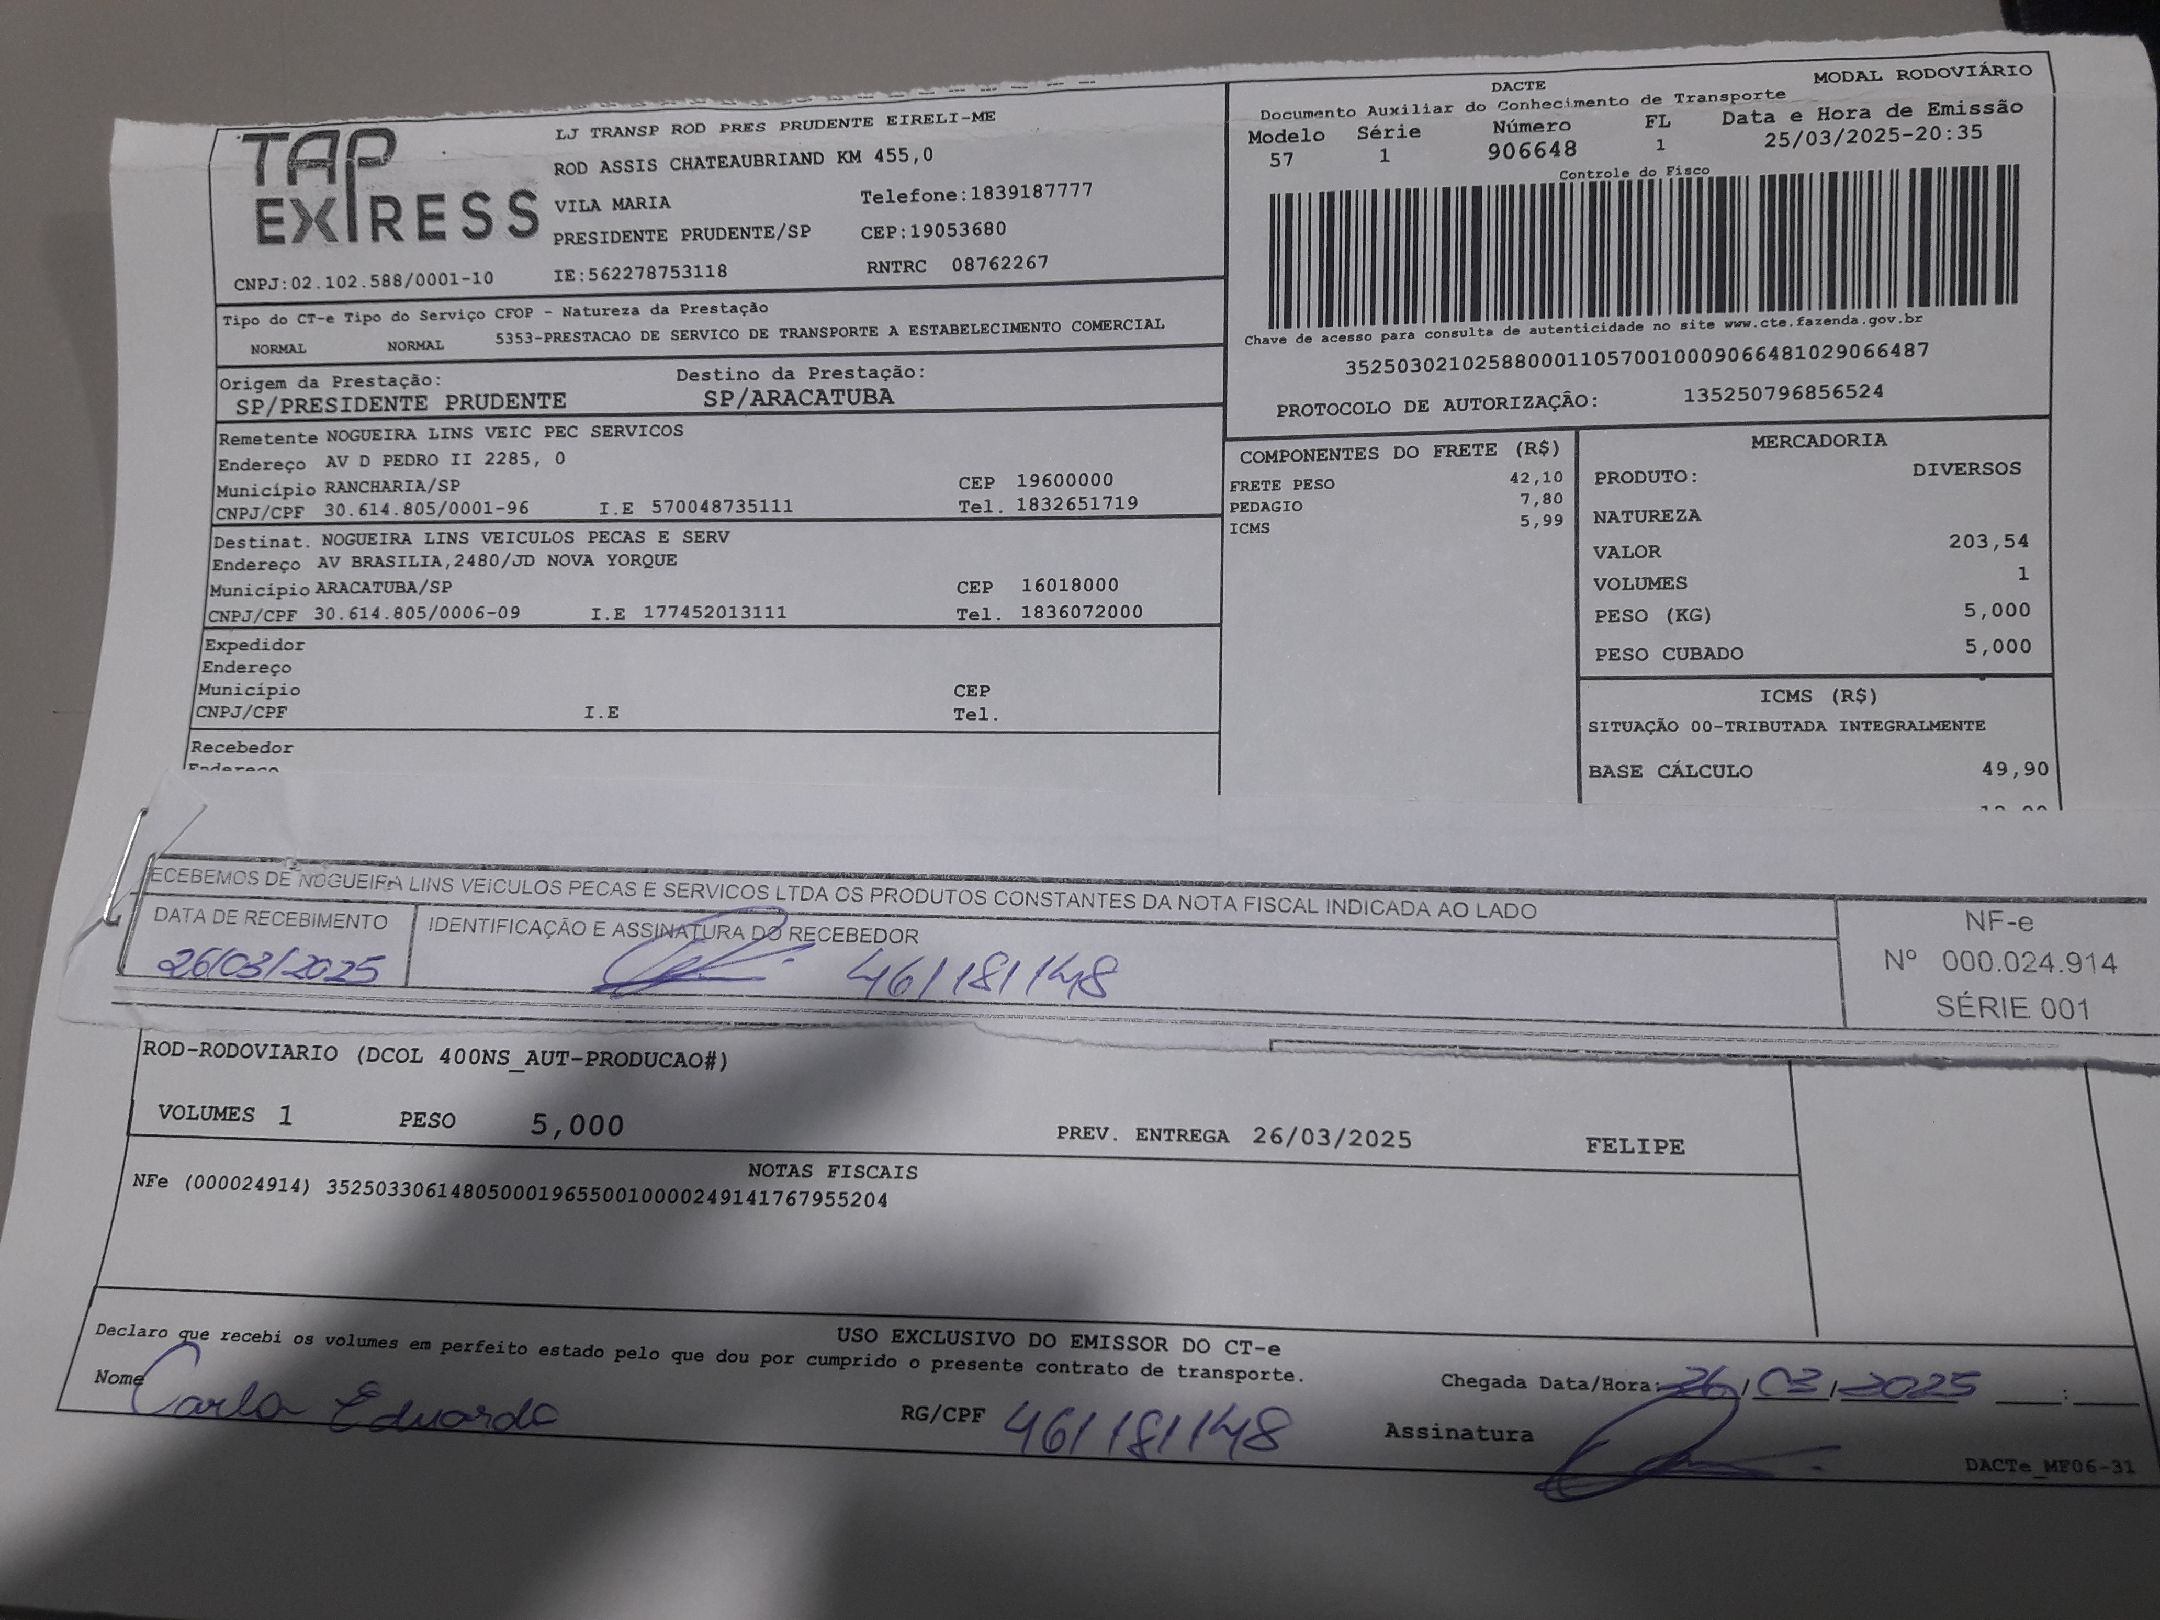 TAP EXPRESS
LJ TRANSP ROD PRES PRUDENTE EIRELI-ME
ROD ASSIS CHATEAUBRIAND KM 455,0
VILA MARIA Telefone:1839187777
PRESIDENTE PRUDENTE/SP CEP:19053680
CNPJ:02.102.588/0001-10 IE:562278753118 RNTRC 08762267
DACTE MODAL RODOVIÁRIO
Documento Auxiliar do Conhecimento de Transporte
Modelo Série Número FL Data e Hora de Emissão
57 1 906648 1 25/03/2025-20:35
Controle do Fisco
Chave de acesso para consulta de autenticidade no site www.cte.fazenda.gov.br
35250302102588000110570010009066481029066487
PROTOCOLO DE AUTORIZAÇÃO: 135250796856524
Tipo do CT-e Tipo do Serviço CFOP - Natureza da Prestação
NORMAL NORMAL 5353-PRESTACAO DE SERVICO DE TRANSPORTE A ESTABELECIMENTO COMERCIAL
Origem da Prestação: Destino da Prestação:
SP/PRESIDENTE PRUDENTE SP/ARACATUBA
Remetente NOGUEIRA LINS VEIC PEC SERVICOS
Endereço AV D PEDRO II 2285, 0
Município RANCHARIA/SP CEP 19600000
CNPJ/CPF 30.614.805/0001-96 I.E 570048735111 Tel. 1832651719
Destinat. NOGUEIRA LINS VEICULOS PECAS E SERV
Endereço AV BRASILIA,2480/JD NOVA YORQUE
Município ARACATUBA/SP CEP 16018000
CNPJ/CPF 30.614.805/0006-09 I.E 177452013111 Tel. 1836072000
Expedidor
Endereço
Município CEP
CNPJ/CPF I.E Tel.
Recebedor
Endereço
COMPONENTES DO FRETE (R$)
FRETE PESO 42,10
PEDAGIO 7,80
ICMS 5,99
MERCADORIA
PRODUTO: DIVERSOS
NATUREZA
VALOR 203,54
VOLUMES 1
PESO (KG) 5,000
PESO CUBADO 5,000
ICMS (R$)
SITUAÇÃO 00-TRIBUTADA INTEGRALMENTE
BASE CÁLCULO 49,90
ECEBEMOS DE NOGUEIRA LINS VEICULOS PECAS E SERVICOS LTDA OS PRODUTOS CONSTANTES DA NOTA FISCAL INDICADA AO LADO
DATA DE RECEBIMENTO IDENTIFICAÇÃO E ASSINATURA DO RECEBEDOR
26/03/2025 461181148
NF-e
Nº 000.024.914
SÉRIE 001
ROD-RODOVIARIO (DCOL 400NS_AUT-PRODUCAO#)
VOLUMES 1 PESO 5,000 PREV. ENTREGA 26/03/2025 FELIPE
NOTAS FISCAIS
NFe (000024914) 35250330614805000196550010000249141767955204
USO EXCLUSIVO DO EMISSOR DO CT-e
Declaro que recebi os volumes em perfeito estado pelo que dou por cumprido o presente contrato de transporte.
Nome Carlo Eduardo RG/CPF 461181148 Chegada Data/Hora: 26/03/2025 ___:___
Assinatura
DACTe_MF06-31